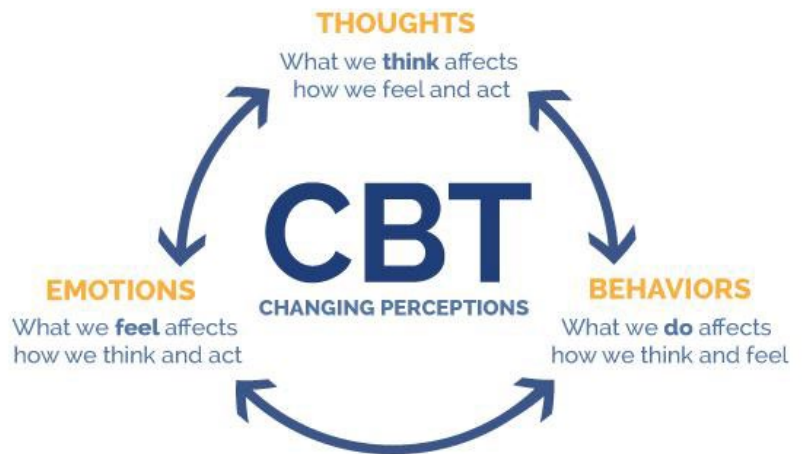 THOUGHTS
What we think affects
how we feel and act
CBT
CHANGING PERCEPTIONS
EMOTIONS
What we feel affects
how we think and act
BEHAVIORS
What we do affects
how we think and feel